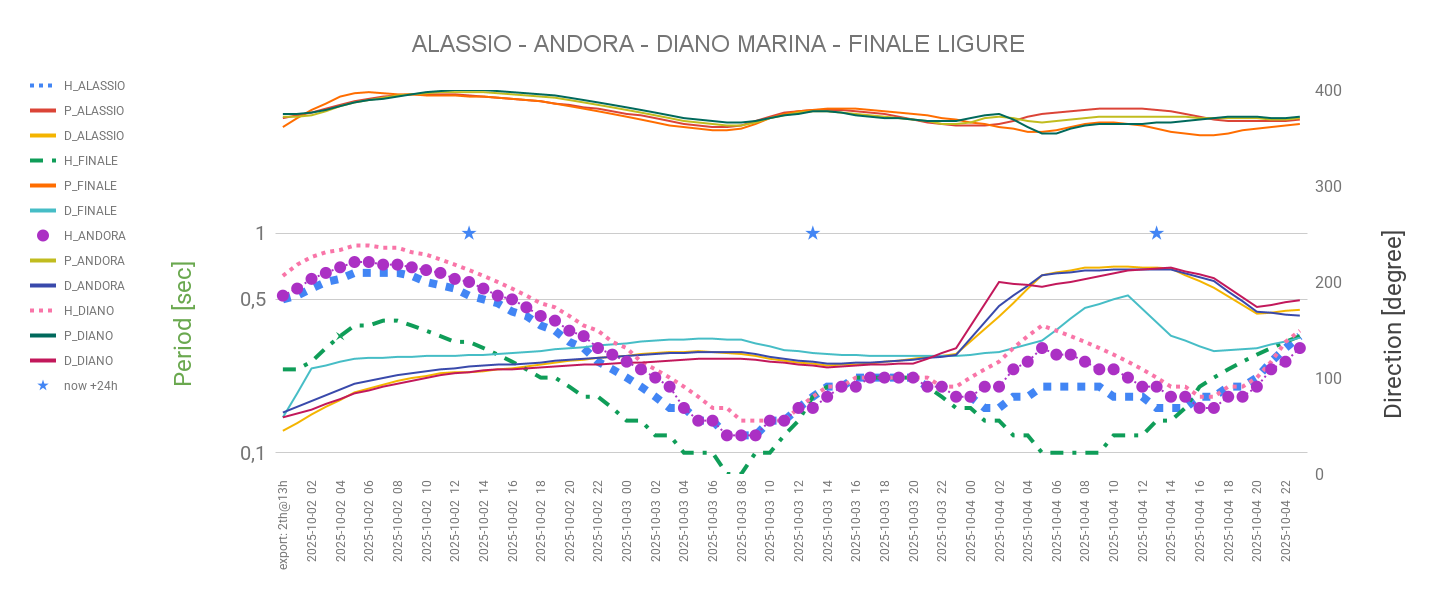 ALASSIO - ANDORA - DIANO MARINA - FINALE LIGURE
H_ALASSIO
P_ALASSIO
D_ALASSIO
H_FINALE
P_FINALE
D_FINALE
H_ANDORA
P_ANDORA
D_ANDORA
H_DIANO
P_DIANO
D_DIANO
now +24h
Period [sec]
1
0,5
0,1
400
300
200
100
0
Direction [degree]
export: 2th@13h
2025-10-02 02
2025-10-02 04
2025-10-02 06
2025-10-02 08
2025-10-02 10
2025-10-02 12
2025-10-02 14
2025-10-02 16
2025-10-02 18
2025-10-02 20
2025-10-02 22
2025-10-03 00
2025-10-03 02
2025-10-03 04
2025-10-03 06
2025-10-03 08
2025-10-03 10
2025-10-03 12
2025-10-03 14
2025-10-03 16
2025-10-03 18
2025-10-03 20
2025-10-03 22
2025-10-04 00
2025-10-04 02
2025-10-04 04
2025-10-04 06
2025-10-04 08
2025-10-04 10
2025-10-04 12
2025-10-04 14
2025-10-04 16
2025-10-04 18
2025-10-04 20
2025-10-04 22